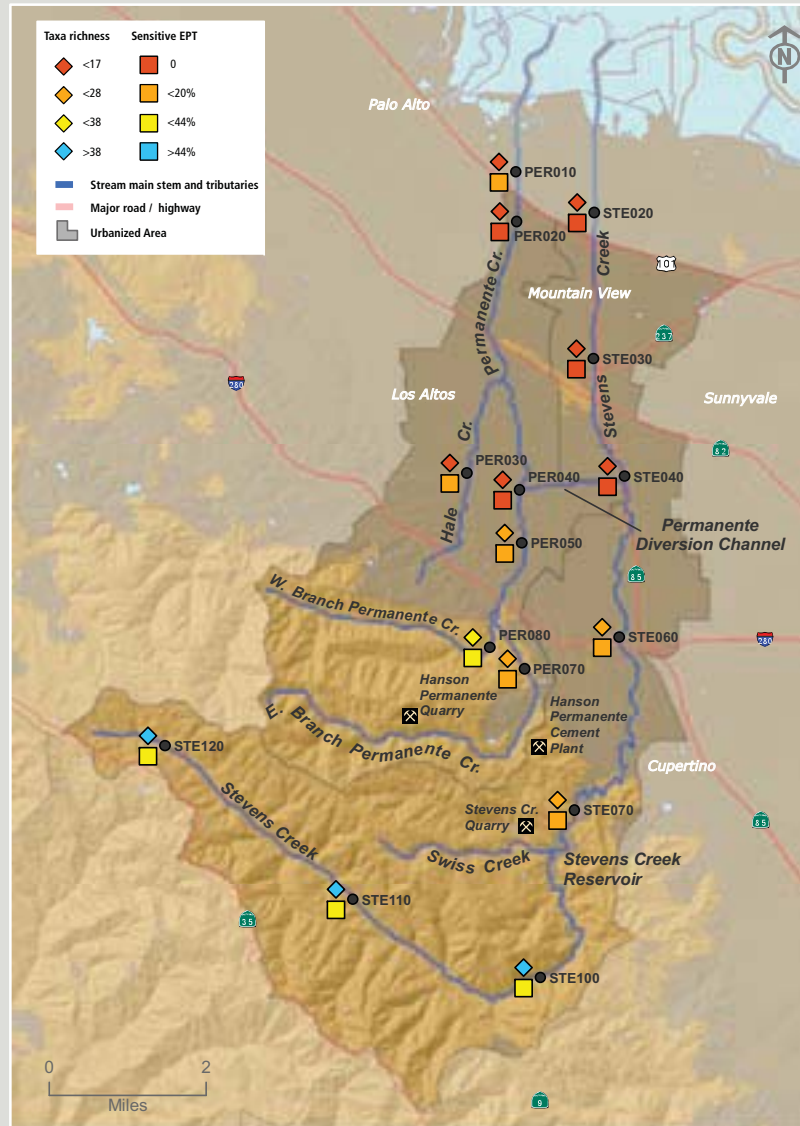 Taxa richness Sensitive EPT
<17 0
<28 <20%
<38 <44%
>38 >44%
Stream main stem and tributaries
Major road / highway
Urbanized Area
N
Palo Alto
PER010
PER020
STE020
Creek
101
Permanente Cr.
Mountain View
237
STE030
280
Los Altos
Stevens
Sunnyvale
82
Hale Cr.
PER030
PER040
STE040
Permanente
Diversion Channel
PER050
85
W. Branch Permanente Cr.
PER080
STE060
280
PER070
Hanson
Permanente
Quarry
Hanson
Permanente
Cement
Plant
E. Branch Permanente Cr.
STE120
Cupertino
Stevens Creek
Stevens Cr.
Quarry
STE070
85
Swiss Creek
Stevens Creek
Reservoir
STE110
35
STE100
0 2
Miles
9